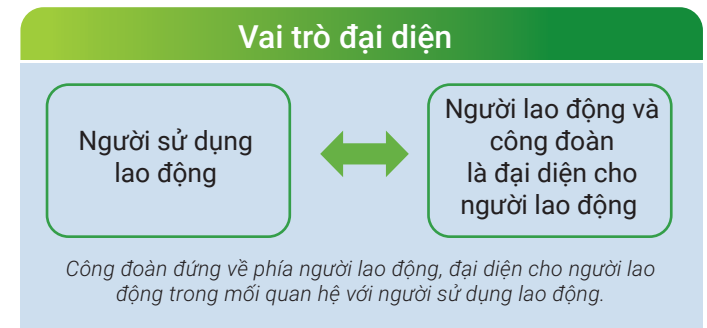 Vai trò đại diện
Người sử dụng
lao động
Người lao động và
công đoàn
là đại diện cho
người lao động
Công đoàn đứng về phía người lao động, đại diện cho người lao
động trong mối quan hệ với người sử dụng lao động.